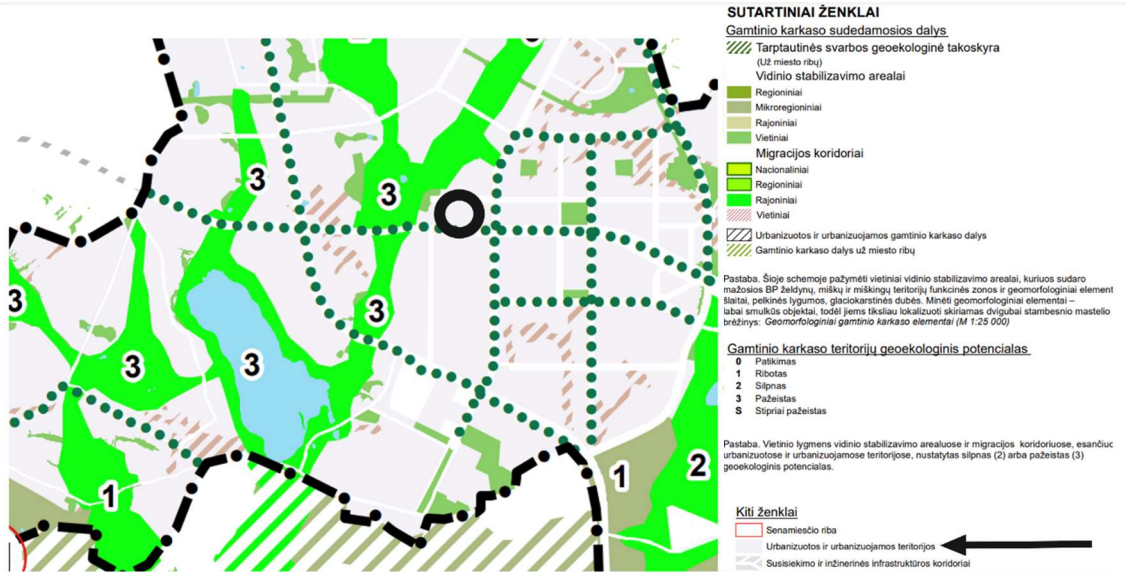 SUTARTINIAI ŽENKLAI
Gamtinio karkaso sudedamosios dalys
Tarptautinės svarbos geoekologinė takoskyra
(Už miesto ribų)
Vidinio stabilizavimo arealai
Regioniniai
Mikroregioniniai
Rajoniniai
Vietiniai
Migracijos koridoriai
Nacionaliniai
Regioniniai
Rajoniniai
Vietiniai
Urbanizuotos ir urbanizuojamos gamtinio karkaso dalys
Gamtinio karkaso dalys už miesto ribų
Pastaba. Šioje schemoje pažymėti vietiniai vidinio stabilizavimo arealai, kuriuos sudaro
mažosios BP želdynų, miškų ir miškingų teritorijų funkcinės zonos ir geomorfologiniai element
šlaitai, pelkinės lygumos, glaciokarstinės dubės. Minėti geomorfologiniai elementai –
labai smulkūs objektai, todėl jiems tiksliau lokalizuoti skiriamas dvigubai stambesnio mastelio
brėžinys: Geomorfologiniai gamtinio karkaso elementai (M 1:25 000)
Gamtinio karkaso teritorijų geoekologinis potencialas
0 Patikimas
1 Ribotas
2 Silpnas
3 Pažeistas
S Stipriai pažeistas
Pastaba. Vietinio lygmens vidinio stabilizavimo arealuose ir migracijos koridoriuose, esančiuc
urbanizuotose ir urbanizuojamose teritorijose, nustatytas silpnas (2) arba pažeistas (3)
geoekologinis potencialas.
Kiti ženklai
Senamiesčio riba
Urbanizuotos ir urbanizuojamos teritorijos
Susisiekimo ir inžinerinės infrastruktūros koridoriai
3
3
3
3
3
3
1
1
2